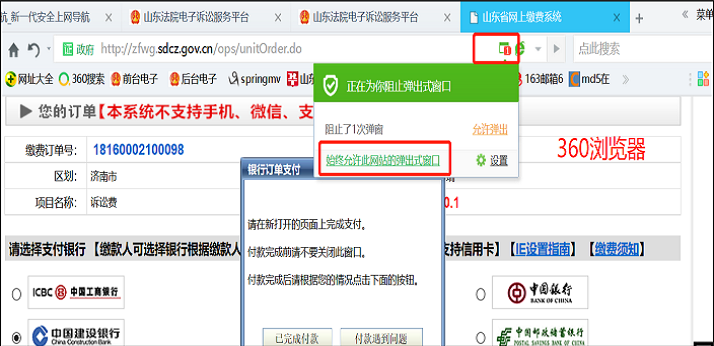 航_新一代安全上网导航
山东法院电子诉讼服务平台
山东法院电子诉讼服务平台
山东省网上缴费系统
菜单
政府 http://zfwg.sdcz.gov.cn/ops/unitOrder.do
1
点此搜索
网址大全
360搜索
前台电子
后台电子
springmv
山东
163邮箱6
md5在
正在为你阻止弹出式窗口
阻止了1次弹窗
允许弹出
始终允许此网站的弹出式窗口
设置
360浏览器
您的订单【本系统不支持手机、微信、支
缴费订单号: 18160002100098
区划: 济南市
项目名称: 诉讼费
0.1
银行订单支付
请在新打开的页面上完成支付。
付款完成前请不要关闭此窗口。
付款完成后请根据您的情况点击下面的按钮。
已完成付款
付款遇到问题
请选择支付银行 【缴款人可选择银行根据缴款人
支持信用卡】【IE设置指南】【缴费须知】
ICBC 中国工商银行
中国银行
BANK OF CHINA
中国建设银行
China Construction Bank
中国邮政储蓄银行
POSTAL SAVINGS BANK OF CHINA